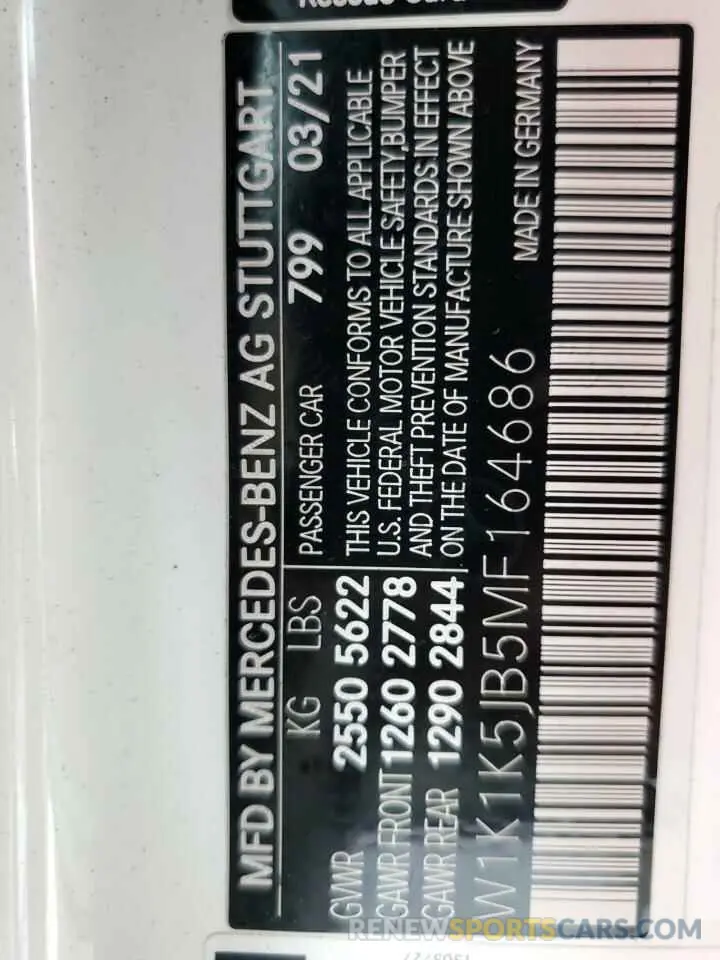 MFD BY MERCEDES-BENZ AG STUTTGART
KG LBS
GVWR 2550 5622
GAWR FRONT 1260 2778
GAWR REAR 1290 2844
PASSENGER CAR 799 03/21
THIS VEHICLE CONFORMS TO ALL APPLICABLE
U.S. FEDERAL MOTOR VEHICLE SAFETY,BUMPER
AND THEFT PREVENTION STANDARDS IN EFFECT
ON THE DATE OF MANUFACTURE SHOWN ABOVE
W1K1K5JB5MF164686
MADE IN GERMANY
RENEWSPORTSCARS.COM